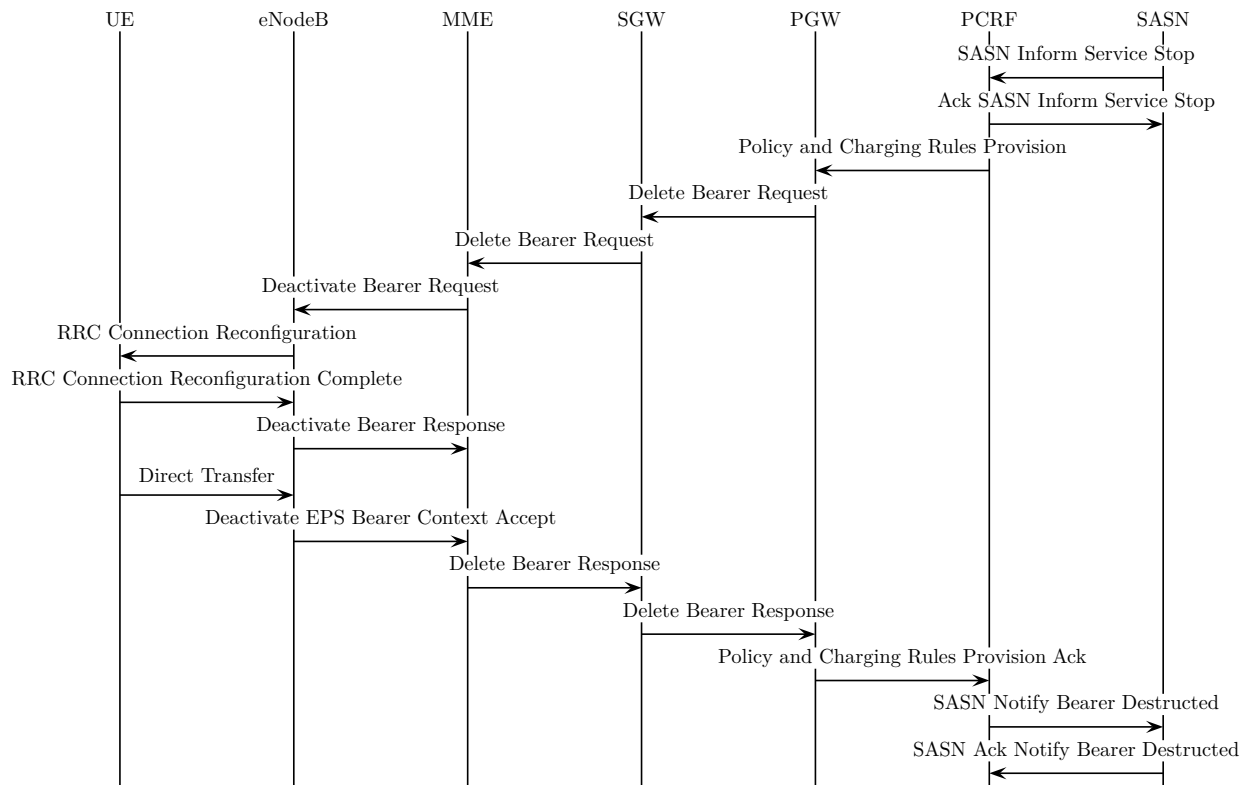 UE eNodeB MME SGW PGW PCRF SASN
SASN Inform Service Stop
Ack SASN Inform Service Stop
Policy and Charging Rules Provision
Delete Bearer Request
Delete Bearer Request
Deactivate Bearer Request
RRC Connection Reconfiguration
RRC Connection Reconfiguration Complete
Deactivate Bearer Response
Direct Transfer
Deactivate EPS Bearer Context Accept
Delete Bearer Response
Delete Bearer Response
Policy and Charging Rules Provision Ack
SASN Notify Bearer Destructed
SASN Ack Notify Bearer Destructed